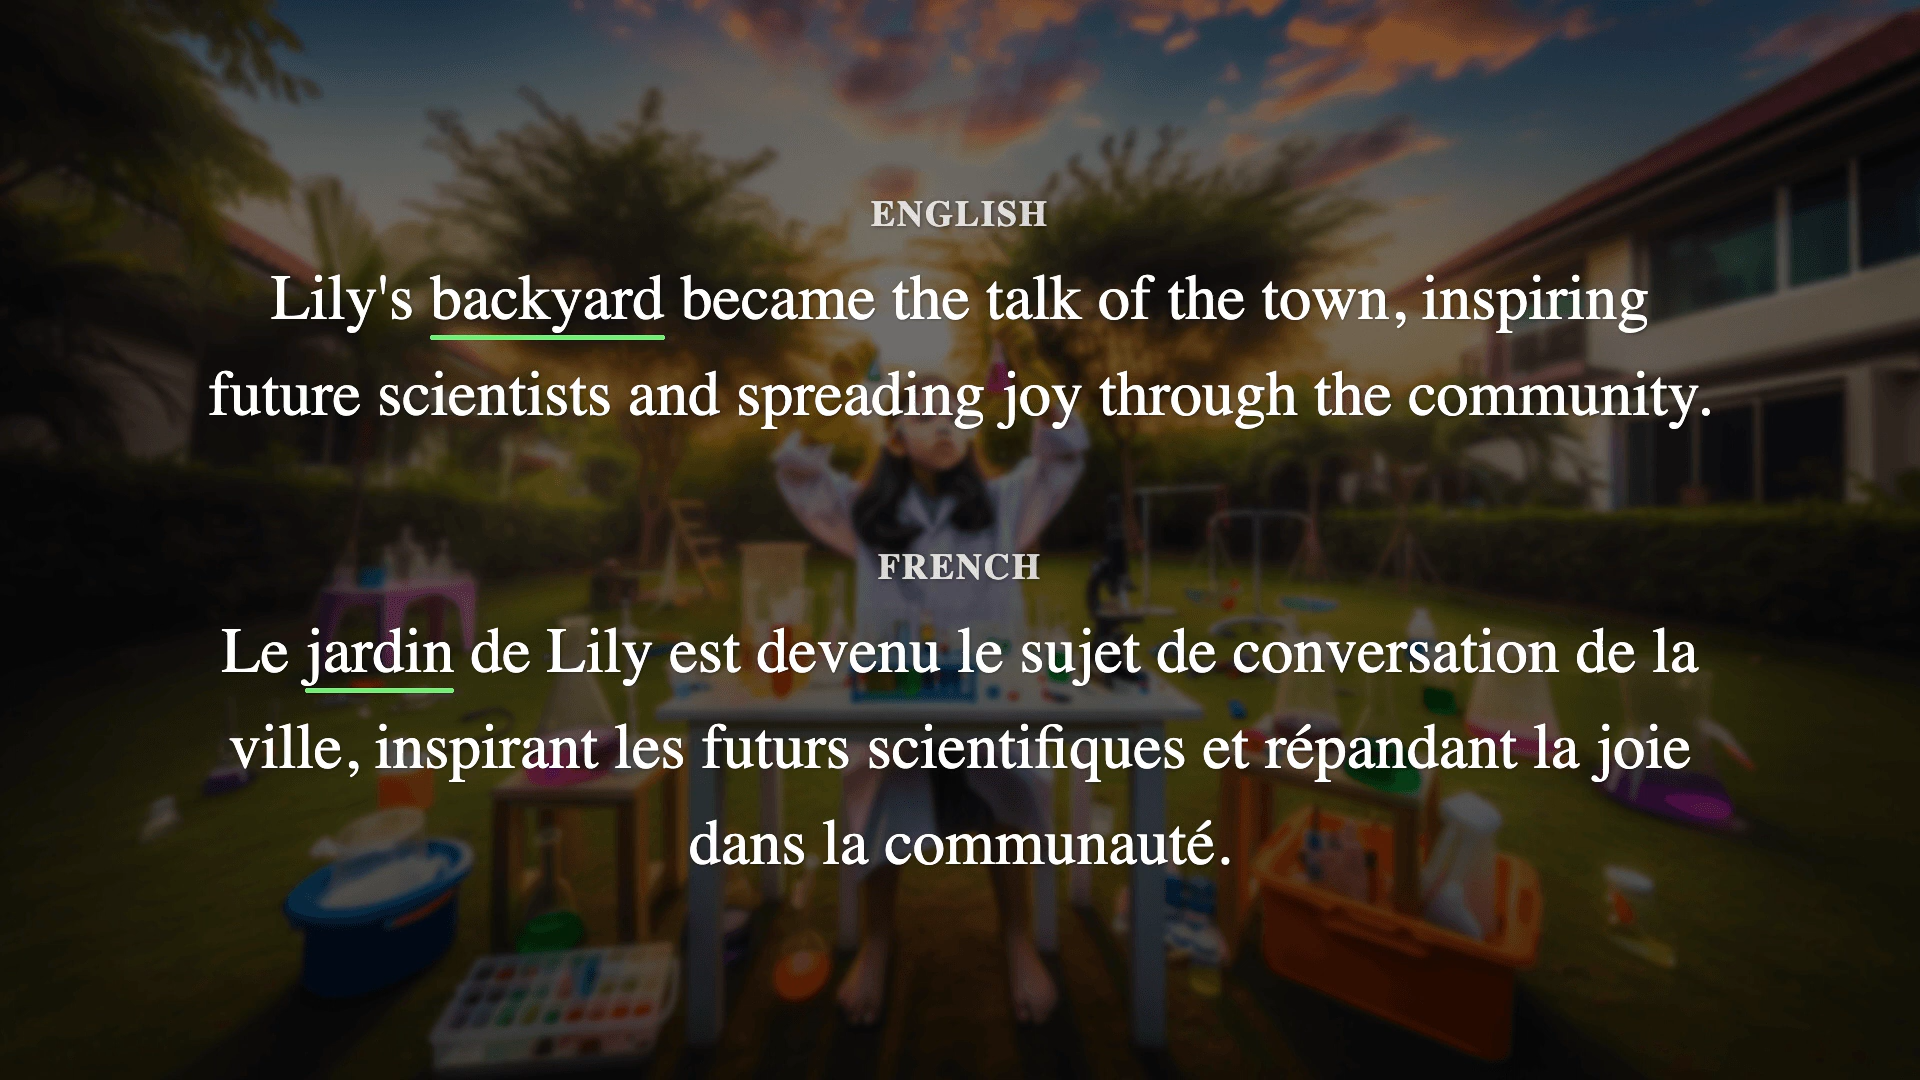 ENGLISH
Lily's backyard became the talk of the town, inspiring
future scientists and spreading joy through the community.
FRENCH
Le jardin de Lily est devenu le sujet de conversation de la
ville, inspirant les futurs scientifiques et répandant la joie
dans la communauté.